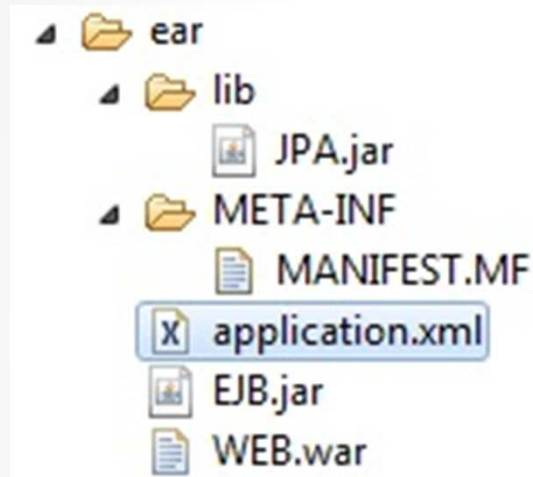 ear
lib
JPA.jar
META-INF
MANIFEST.MF
application.xml
EJB.jar
WEB.war